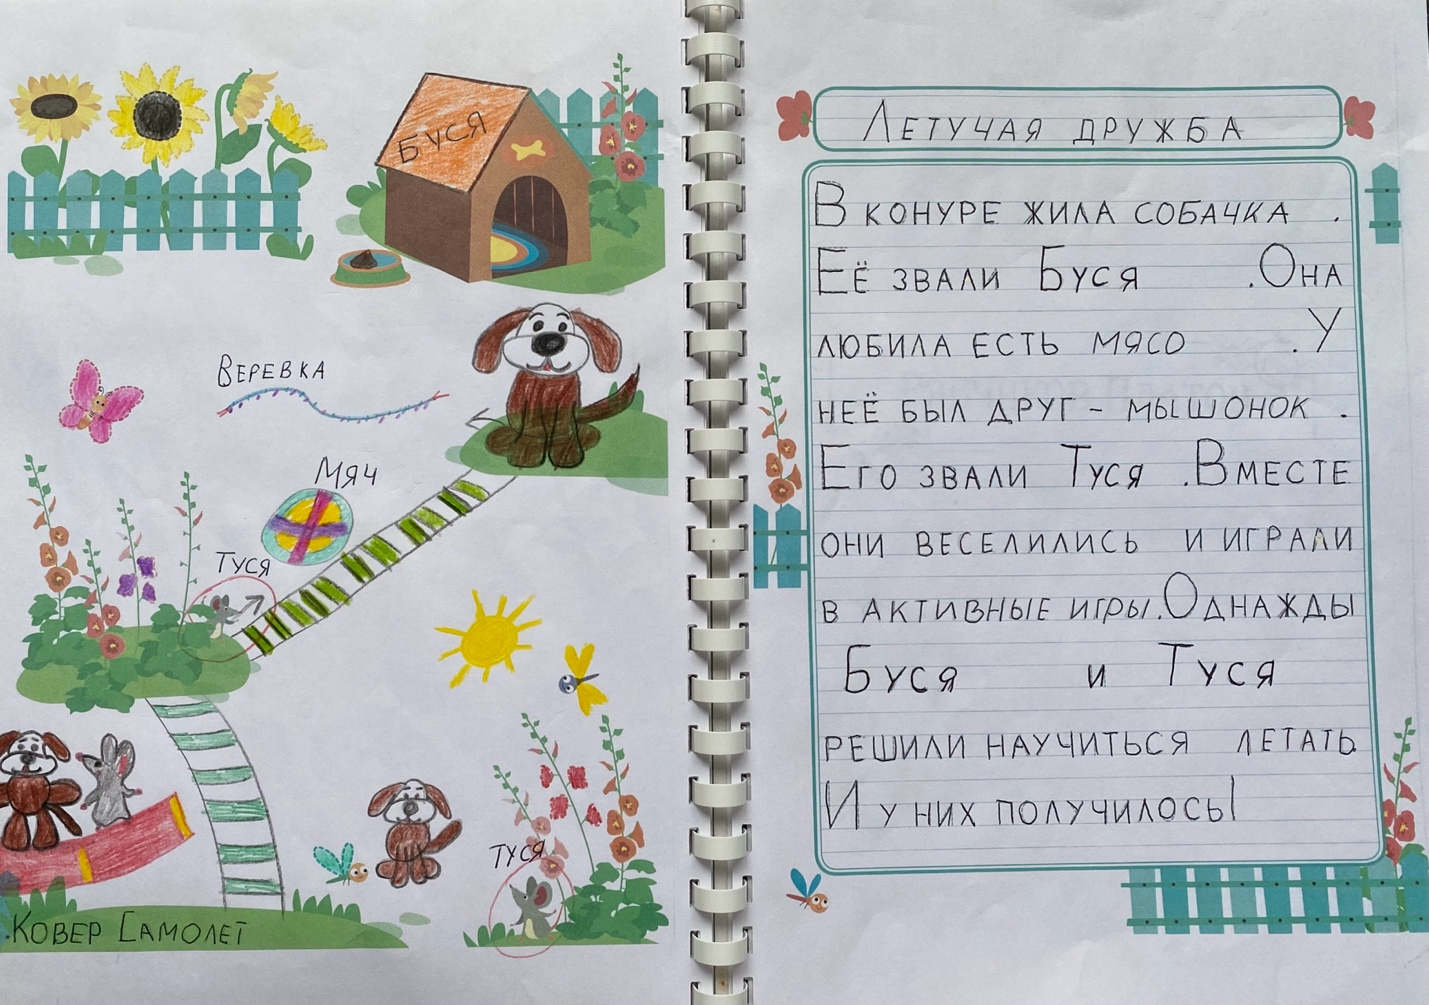 БУСЯ
ВЕРЕВКА
МЯЧ
ТУСЯ
ТУСЯ
КОВЕР САМОЛЕТ
ЛЕТУЧАЯ ДРУЖБА
В КОНУРЕ ЖИЛА СОБАЧКА .
ЕЁ ЗВАЛИ БУСЯ .ОНА
ЛЮБИЛА ЕСТЬ МЯСО .У
НЕЁ БЫЛ ДРУГ - МЫШОНОК .
ЕГО ЗВАЛИ ТУСЯ .ВМЕСТЕ
ОНИ ВЕСЕЛИЛИСЬ И ИГРАЛИ
В АКТИВНЫЕ ИГРЫ.ОДНАЖДЫ
БУСЯ И ТУСЯ
РЕШИЛИ НАУЧИТЬСЯ ЛЕТАТЬ
И У НИХ ПОЛУЧИЛОСЬ!